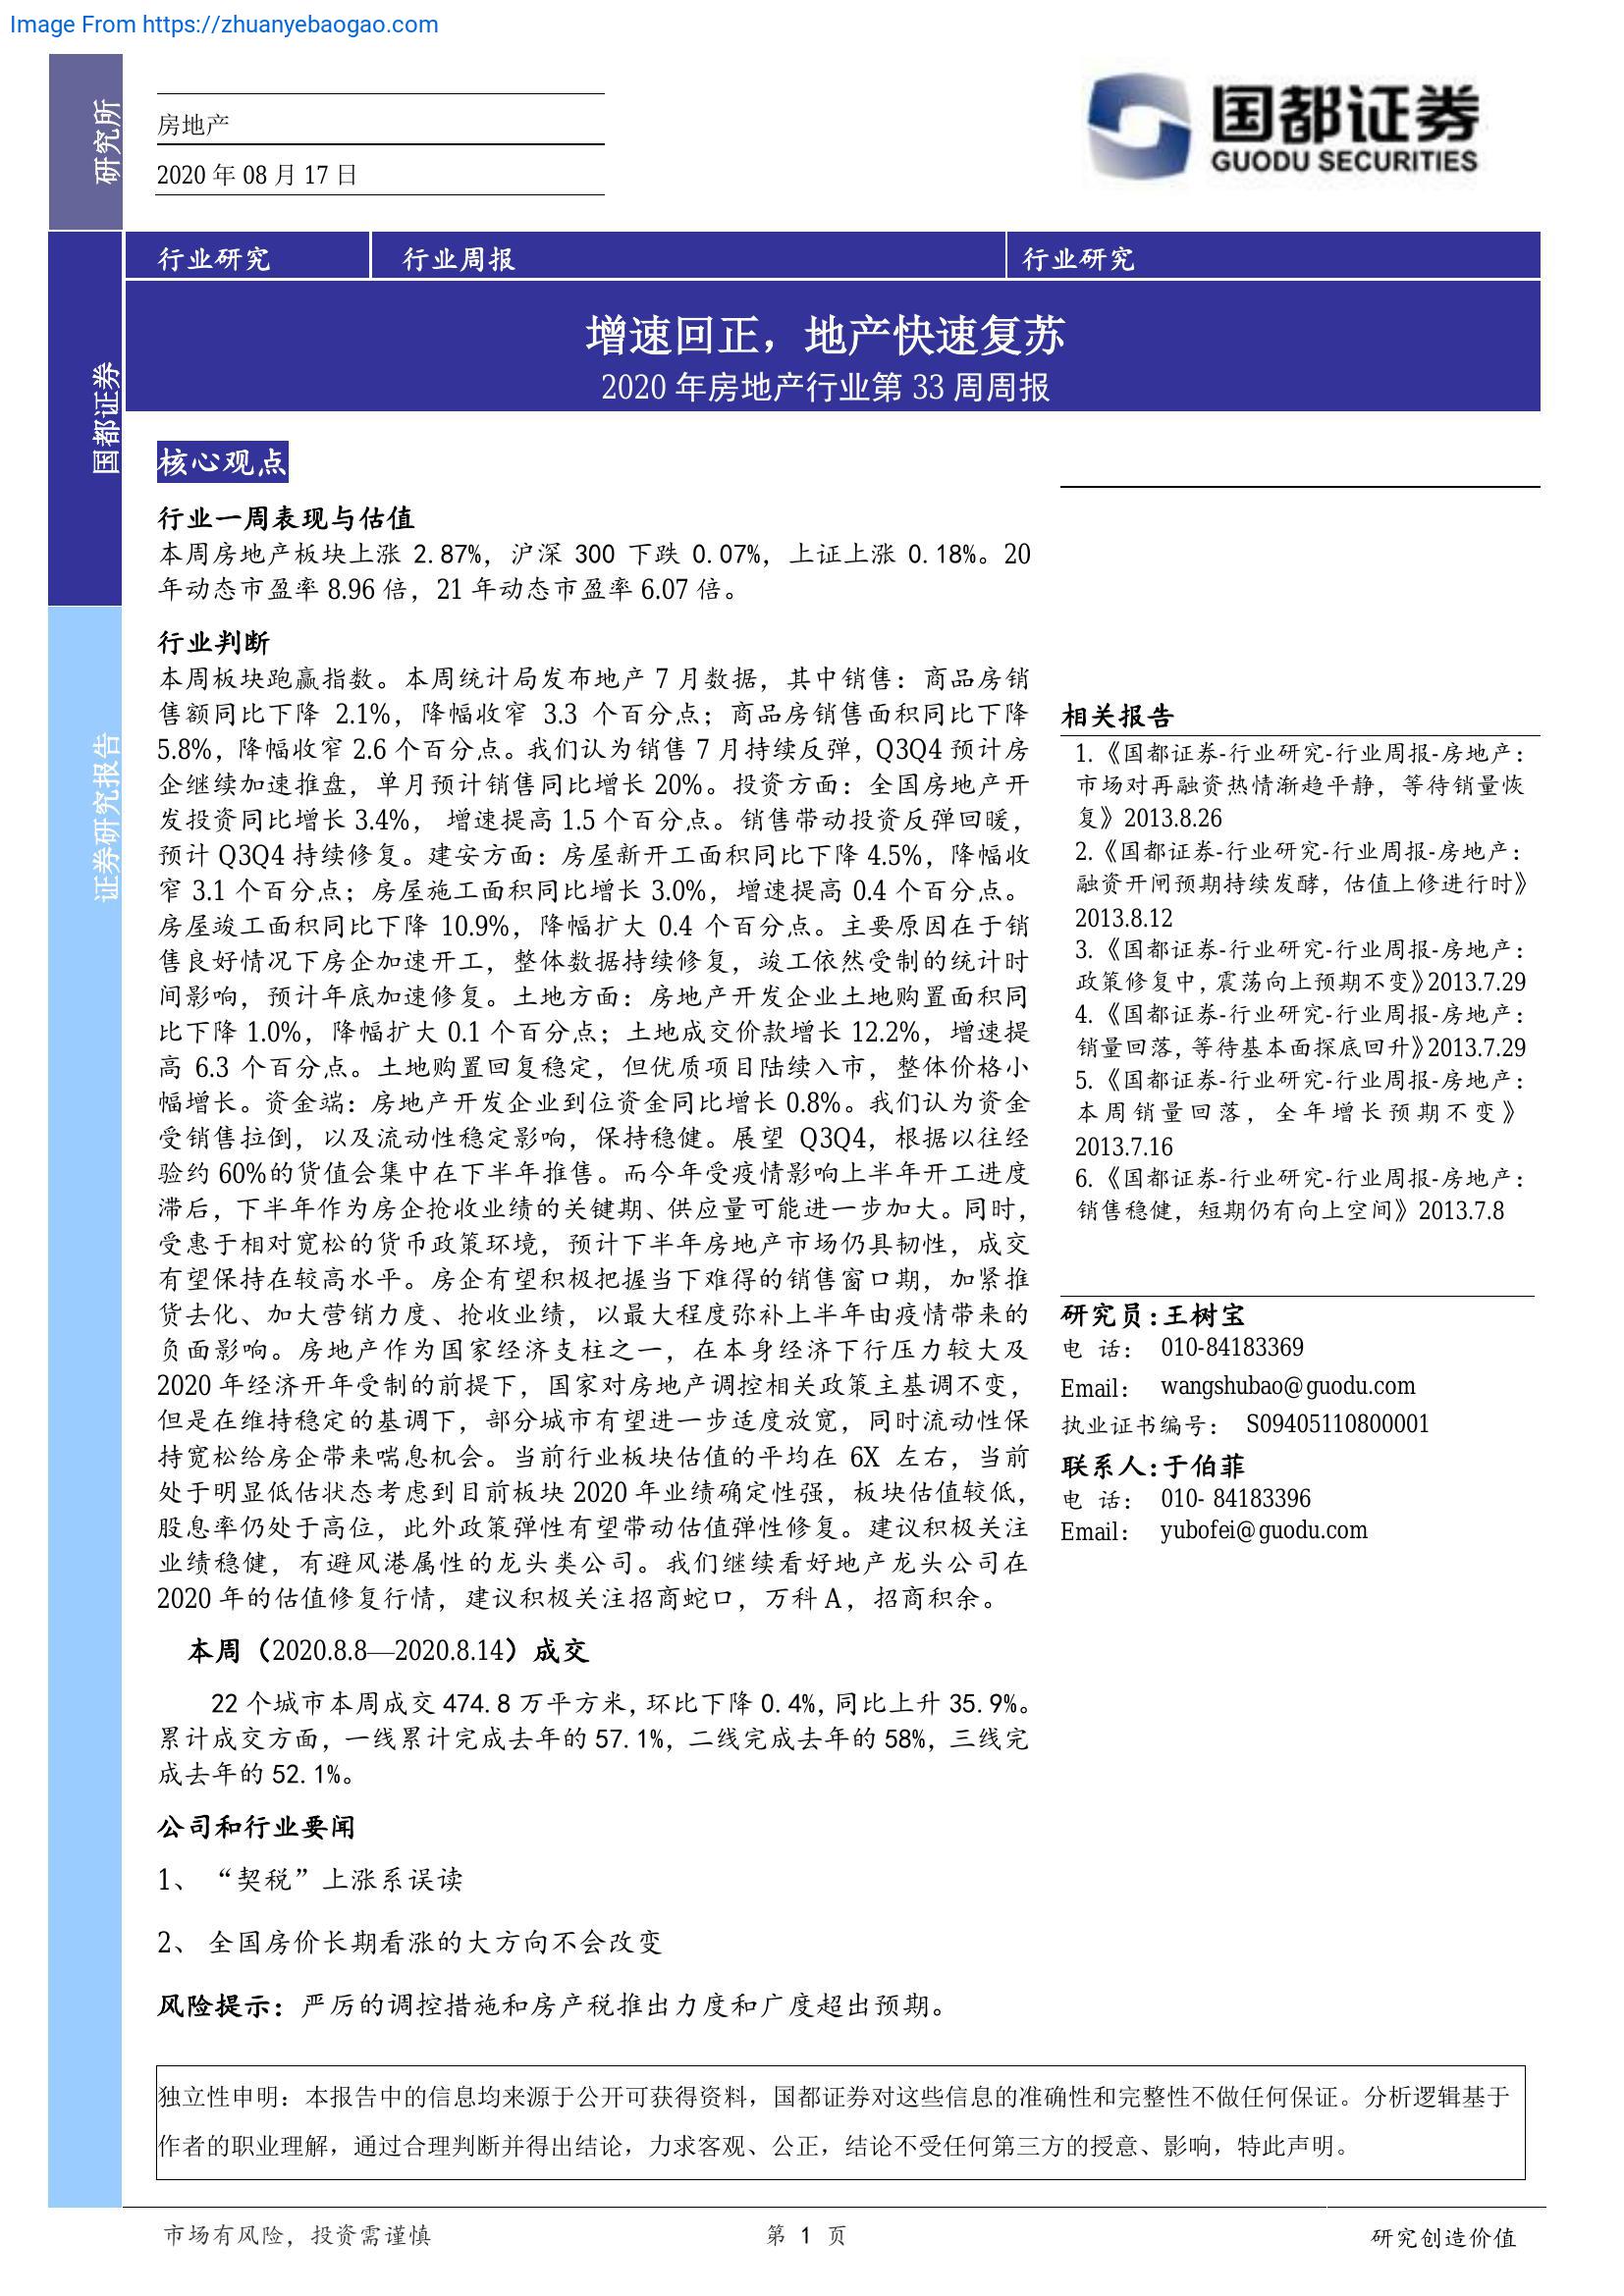 Image From https://zhuanyebaogao.com
研究所
国都证券
证券研究报告
房地产
2020 年 08 月 17 日
国都证券
GUODU SECURITIES
行业研究
行业周报
行业研究
增速回正，地产快速复苏
2020 年房地产行业第 33 周周报
核心观点
行业一周表现与估值
本周房地产板块上涨 2.87%，沪深 300 下跌 0.07%，上证上涨 0.18%。20
年动态市盈率 8.96 倍，21 年动态市盈率 6.07 倍。
行业判断
本周板块跑赢指数。本周统计局发布地产 7 月数据，其中销售：商品房销
售额同比下降 2.1%，降幅收窄 3.3 个百分点；商品房销售面积同比下降
5.8%，降幅收窄 2.6 个百分点。我们认为销售 7 月持续反弹，Q3Q4 预计房
企继续加速推盘，单月预计销售同比增长 20%。投资方面：全国房地产开
发投资同比增长 3.4%， 增速提高 1.5 个百分点。销售带动投资反弹回暖，
预计 Q3Q4 持续修复。建安方面：房屋新开工面积同比下降 4.5%，降幅收
窄 3.1 个百分点；房屋施工面积同比增长 3.0%，增速提高 0.4 个百分点。
房屋竣工面积同比下降 10.9%，降幅扩大 0.4 个百分点。主要原因在于销
售良好情况下房企加速开工，整体数据持续修复，竣工依然受制的统计时
间影响，预计年底加速修复。土地方面：房地产开发企业土地购置面积同
比下降 1.0%，降幅扩大 0.1 个百分点；土地成交价款增长 12.2%，增速提
高 6.3 个百分点。土地购置回复稳定，但优质项目陆续入市，整体价格小
幅增长。资金端：房地产开发企业到位资金同比增长 0.8%。我们认为资金
受销售拉倒，以及流动性稳定影响，保持稳健。展望 Q3Q4，根据以往经
验约 60%的货值会集中在下半年推售。而今年受疫情影响上半年开工进度
滞后，下半年作为房企抢收业绩的关键期、供应量可能进一步加大。同时，
受惠于相对宽松的货币政策环境，预计下半年房地产市场仍具韧性，成交
有望保持在较高水平。房企有望积极把握当下难得的销售窗口期，加紧推
货去化、加大营销力度、抢收业绩，以最大程度弥补上半年由疫情带来的
负面影响。房地产作为国家经济支柱之一，在本身经济下行压力较大及
2020 年经济开年受制的前提下，国家对房地产调控相关政策主基调不变，
但是在维持稳定的基调下，部分城市有望进一步适度放宽，同时流动性保
持宽松给房企带来喘息机会。当前行业板块估值的平均在 6X 左右，当前
处于明显低估状态考虑到目前板块 2020 年业绩确定性强，板块估值较低，
股息率仍处于高位，此外政策弹性有望带动估值弹性修复。建议积极关注
业绩稳健，有避风港属性的龙头类公司。我们继续看好地产龙头公司在
2020 年的估值修复行情，建议积极关注招商蛇口，万科 A，招商积余。
本周（2020.8.8—2020.8.14）成交
22 个城市本周成交 474.8 万平方米，环比下降 0.4%，同比上升 35.9%。
累计成交方面，一线累计完成去年的 57.1%，二线完成去年的 58%，三线完
成去年的 52.1%。
公司和行业要闻
1、 “契税”上涨系误读
2、 全国房价长期看涨的大方向不会改变
风险提示：严厉的调控措施和房产税推出力度和广度超出预期。
相关报告
1.《国都证券-行业研究-行业周报-房地产：
市场对再融资热情渐趋平静，等待销量恢
复》2013.8.26
2.《国都证券-行业研究-行业周报-房地产：
融资开闸预期持续发酵，估值上修进行时》
2013.8.12
3.《国都证券-行业研究-行业周报-房地产：
政策修复中，震荡向上预期不变》2013.7.29
4.《国都证券-行业研究-行业周报-房地产：
销量回落，等待基本面探底回升》2013.7.29
5.《国都证券-行业研究-行业周报-房地产：
本周销量回落，全年增长预期不变》
2013.7.16
6.《国都证券-行业研究-行业周报-房地产：
销售稳健，短期仍有向上空间》2013.7.8
研究员：王树宝
电 话： 010-84183369
Email： wangshubao@guodu.com
执业证书编号： S09405110800001
联系人：于伯菲
电 话： 010- 84183396
Email： yubofei@guodu.com
独立性申明：本报告中的信息均来源于公开可获得资料，国都证券对这些信息的准确性和完整性不做任何保证。分析逻辑基于
作者的职业理解，通过合理判断并得出结论，力求客观、公正，结论不受任何第三方的授意、影响，特此声明。
市场有风险，投资需谨慎
第 1 页
研究创造价值